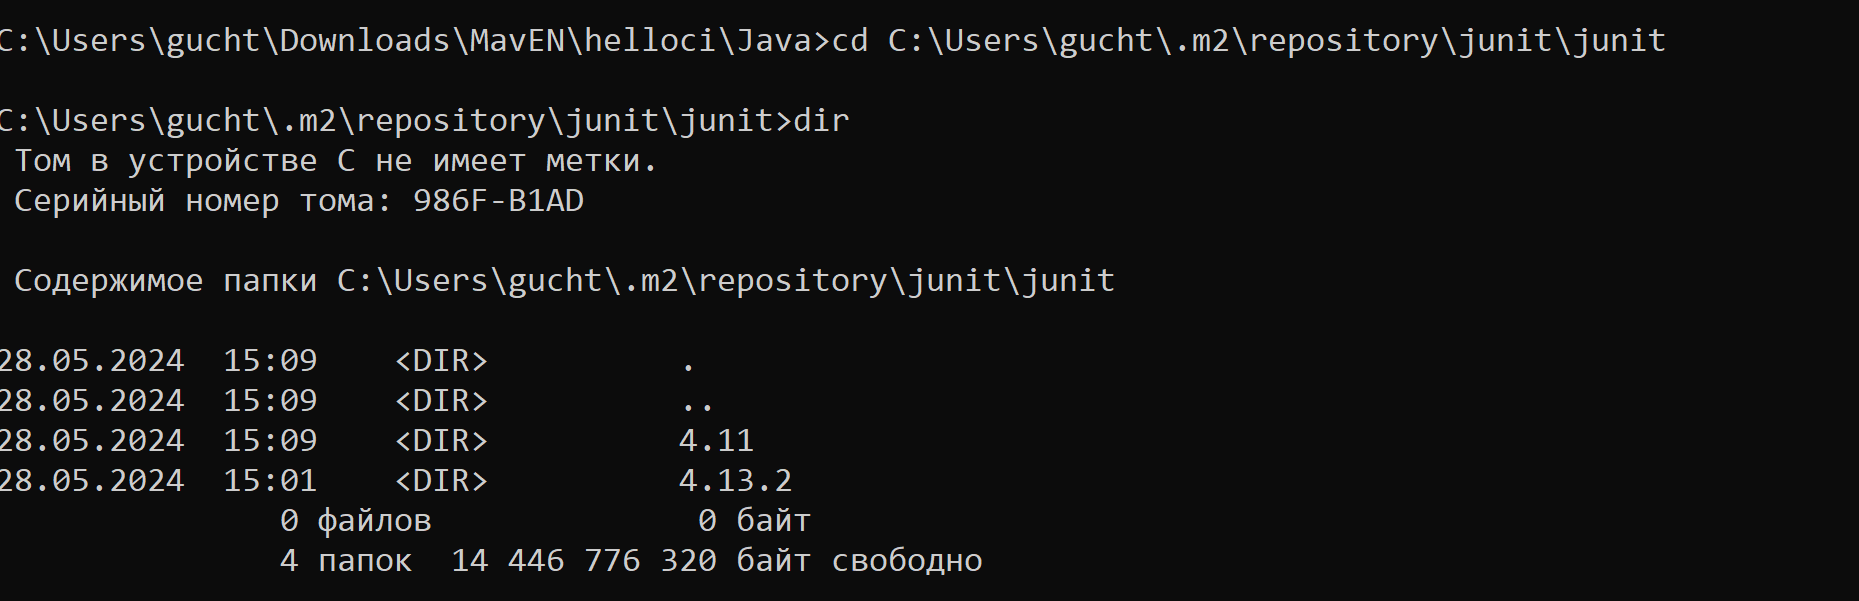 C:\Users\gucht\Downloads\MavEN\helloci\Java>cd C:\Users\gucht\.m2\repository\junit\junit
C:\Users\gucht\.m2\repository\junit\junit>dir
Том в устройстве C не имеет метки.
Серийный номер тома: 986F-B1AD
Содержимое папки C:\Users\gucht\.m2\repository\junit\junit
28.05.2024  15:09    <DIR>          .
28.05.2024  15:09    <DIR>          ..
28.05.2024  15:09    <DIR>          4.11
28.05.2024  15:01    <DIR>          4.13.2
0 файлов              0 байт
4 папок  14 446 776 320 байт свободно